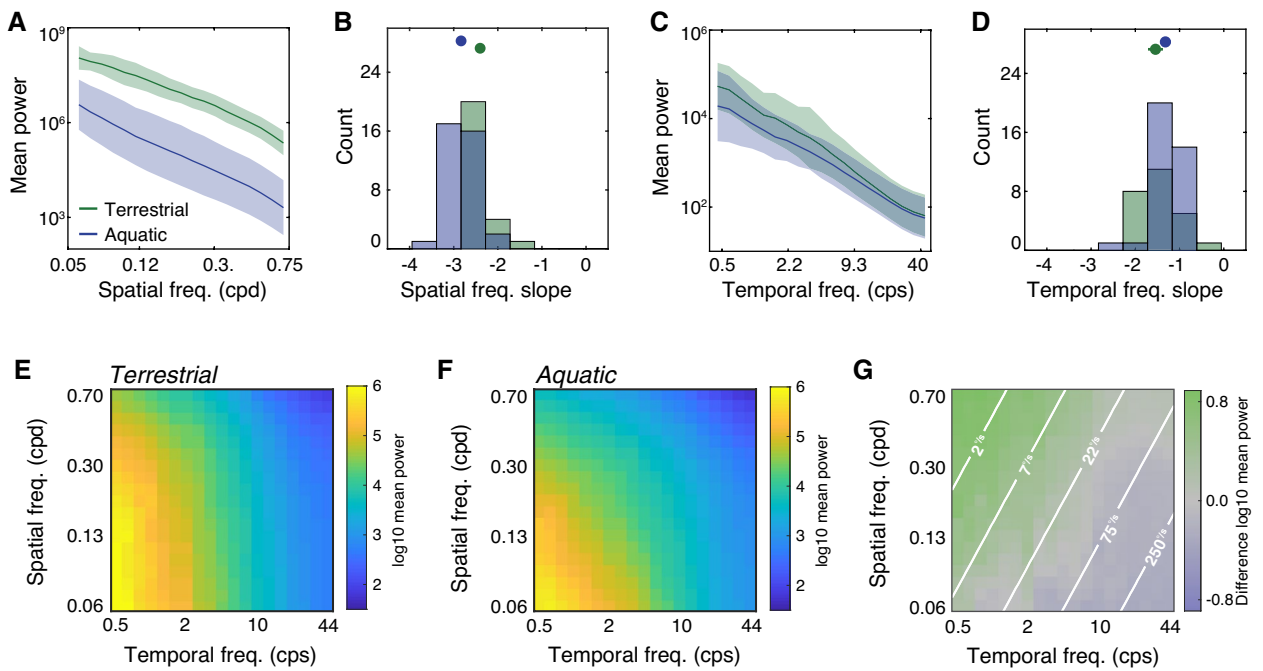 A
10⁹
10⁶
10³
Mean power
Terrestrial
Aquatic
0.05 0.12 0.3. 0.75
Spatial freq. (cpd)
B
24
16
8
0
Count
-4 -3 -2 -1 0
Spatial freq. slope
C
10⁶
10⁴
10²
Mean power
0.5 2.2 9.3 40
Temporal freq. (cps)
D
24
16
8
0
Count
-4 -3 -2 -1 0
Temporal freq. slope
E
Terrestrial
0.70
0.30
0.13
0.06
Spatial freq. (cpd)
0.5 2 10 44
Temporal freq. (cps)
6
5
4
3
2
log10 mean power
F
Aquatic
0.70
0.30
0.13
0.06
Spatial freq. (cpd)
0.5 2 10 44
Temporal freq. (cps)
6
5
4
3
2
log10 mean power
G
0.70
0.30
0.13
0.06
Spatial freq. (cpd)
2°/s
7°/s
22°/s
75°/s
250°/s
0.5 2 10 44
Temporal freq. (cps)
0.8
0.0
-0.8
Difference log10 mean power